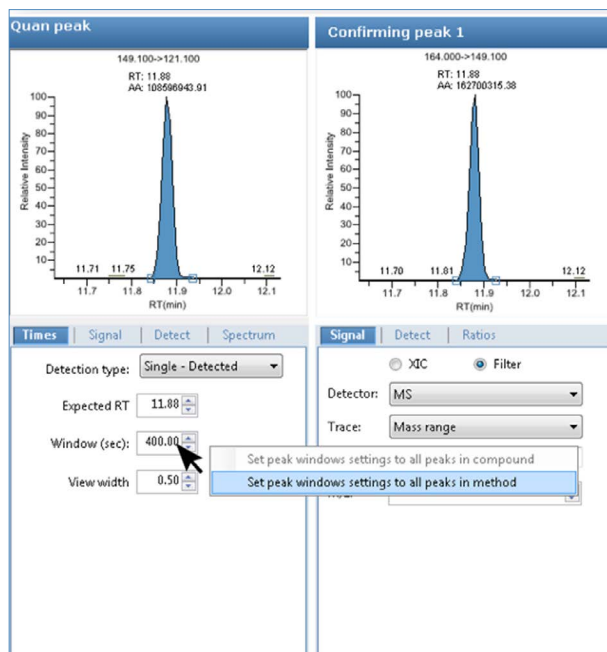 Quan peak
149.100->121.100
RT: 11.88
AA: 108596943.91
Relative Intensity
100
90
80
70
60
50
40
30
20
10
11.71 11.75 12.12
11.7 11.8 11.9 12.0 12.1
RT(min)
Confirming peak 1
164.000->149.100
RT: 11.88
AA: 162700315.38
Relative Intensity
100
90
80
70
60
50
40
30
20
10
11.70 11.81 12.12
11.7 11.8 11.9 12.0 12.1
RT(min)
Times Signal Detect Spectrum
Detection type: Single - Detected
Expected RT 11.88
Window (sec): 400.00
View width 0.50
Signal Detect Ratios
XIC Filter
Detector: MS
Trace: Mass range
Set peak windows settings to all peaks in compound
Set peak windows settings to all peaks in method